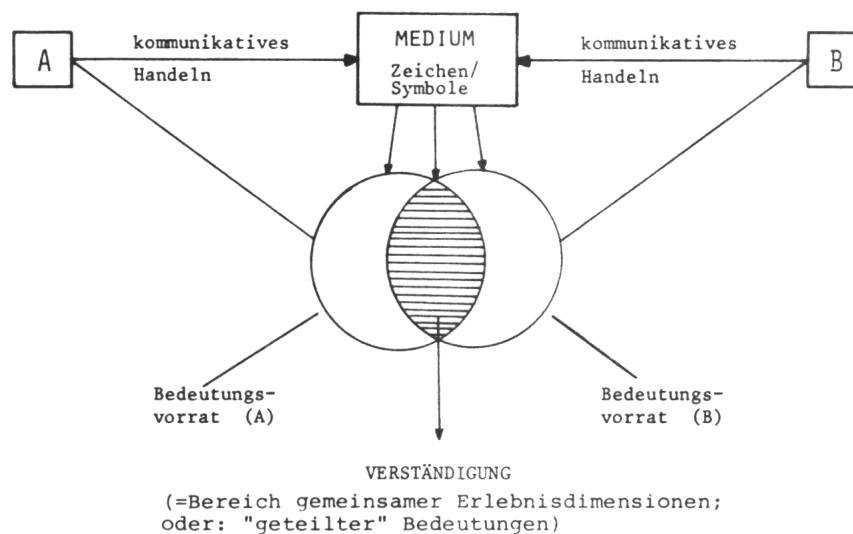 A
kommunikatives
Handeln
MEDIUM
Zeichen/
Symbole
kommunikatives
Handeln
B
Bedeutungs-
vorrat (A)
Bedeutungs-
vorrat (B)
VERSTÄNDIGUNG
(=Bereich gemeinsamer Erlebnisdimensionen;
oder: "geteilter" Bedeutungen)